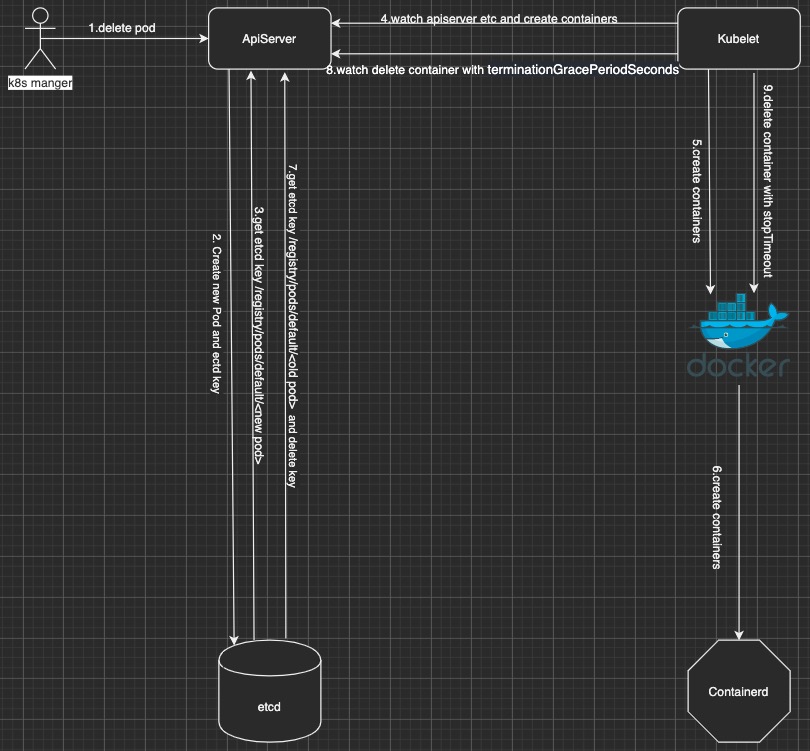 1.delete pod
ApiServer
4.watch apiserver etc and create containers
Kubelet
k8s manger
8.watch delete container with terminationGracePeriodSeconds
2. Create new Pod and ectd key
3.get etcd key /registry/pods/default/<new pod>
7.get etcd key /registry/pods/default/<old pod> and delete key
5.create containers
9.delete container with stopTimeout
docker
6.create containers
etcd
Containerd